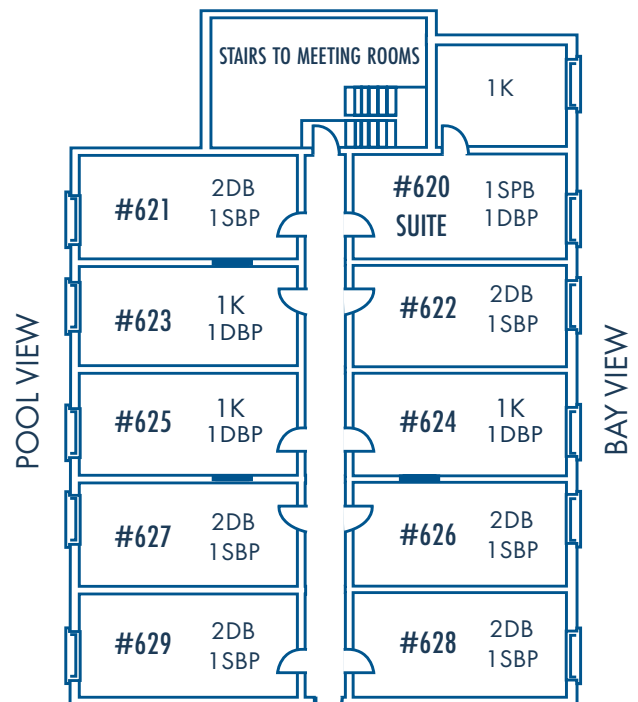 STAIRS TO MEETING ROOMS
1K
#621
2DB
1SBP
#620
SUITE
1SPB
1DBP
#623
1K
1DBP
#622
2DB
1SBP
POOL VIEW
BAY VIEW
#625
1K
1DBP
#624
1K
1DBP
#627
2DB
1SBP
#626
2DB
1SBP
#629
2DB
1SBP
#628
2DB
1SBP